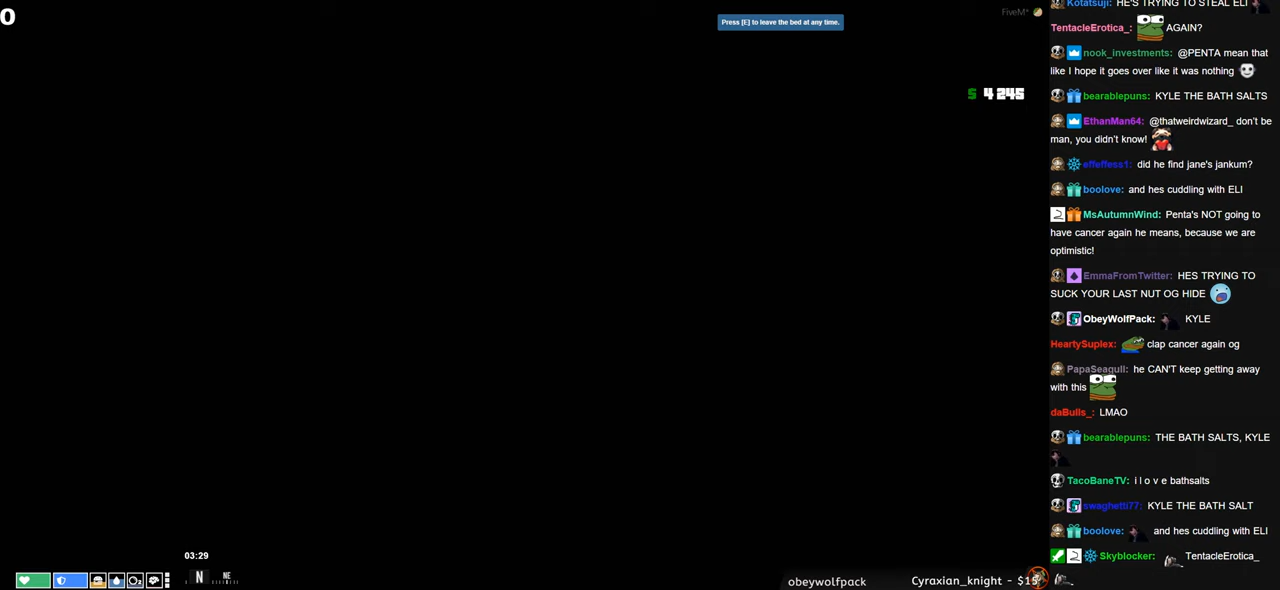 0
Press [E] to leave the bed at any time.
FiveM*
$ 4 245
03:29
N
NE
O2
obeywolfpack
Cyraxian_knight - $15
Kotatsuji: HE'S TRYING TO STEAL ELI
TentacleErotica_: AGAIN?
nook_investments: @PENTA mean that
like I hope it goes over like it was nothing
bearablepuns: KYLE THE BATH SALTS
EthanMan64: @thatweirdwizard_ don't be
man, you didn't know!
effeffess1: did he find jane's jankum?
boolove: and hes cuddling with ELI
MsAutumnWind: Penta's NOT going to
have cancer again he means, because we are
optimistic!
EmmaFromTwitter: HES TRYING TO
SUCK YOUR LAST NUT OG HIDE
ObeyWolfPack: KYLE
HeartySuplex: clap cancer again og
PapaSeagull: he CAN'T keep getting away
with this
daBulls_: LMAO
bearablepuns: THE BATH SALTS, KYLE
TacoBaneTV: i l o v e bathsalts
swaghetti77: KYLE THE BATH SALT
boolove: and hes cuddling with ELI
Skyblocker: TentacleErotica_